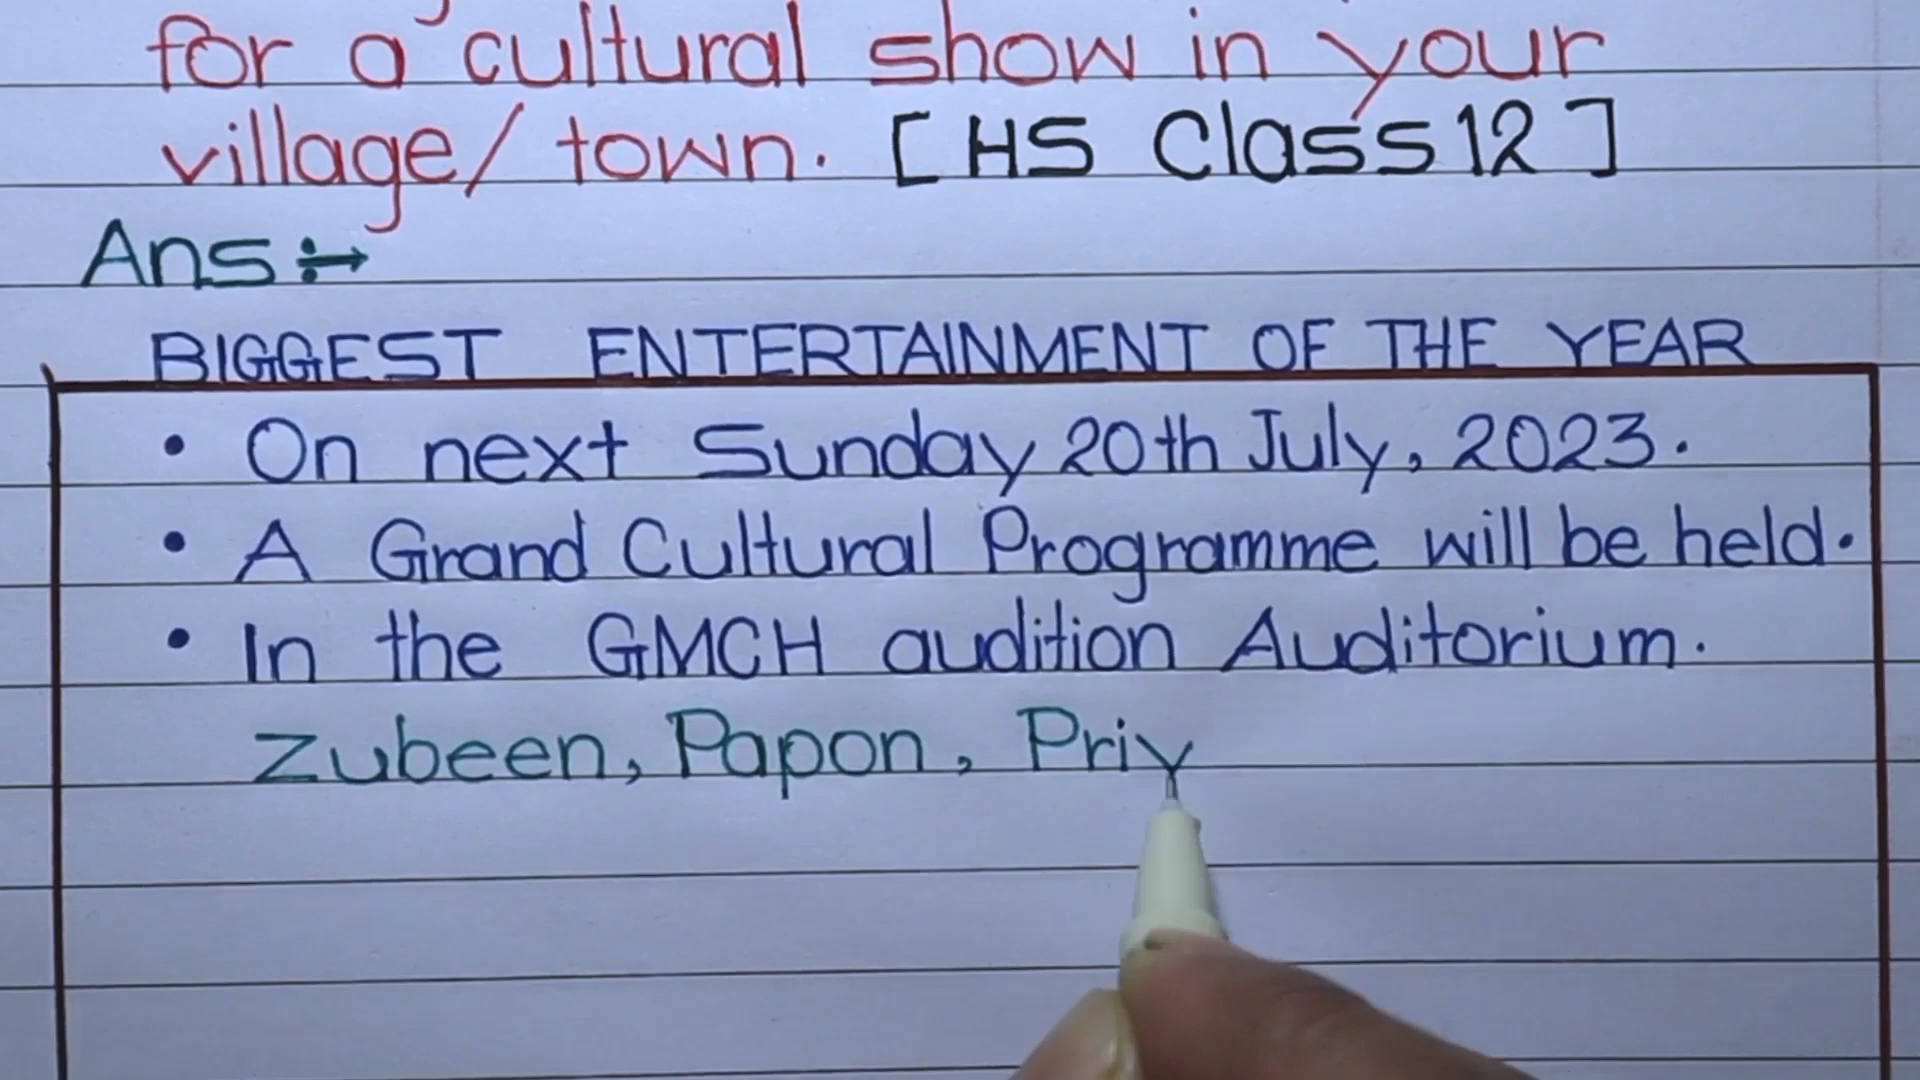 for a cultural show in your
village/ town. [HS Class 12]
Ans :→
BIGGEST ENTERTAINMENT OF THE YEAR
• On next Sunday 20th July, 2023.
• A Grand Cultural Programme will be held.
• In the GMCH audition Auditorium.
Zubeen, Papon, Priy